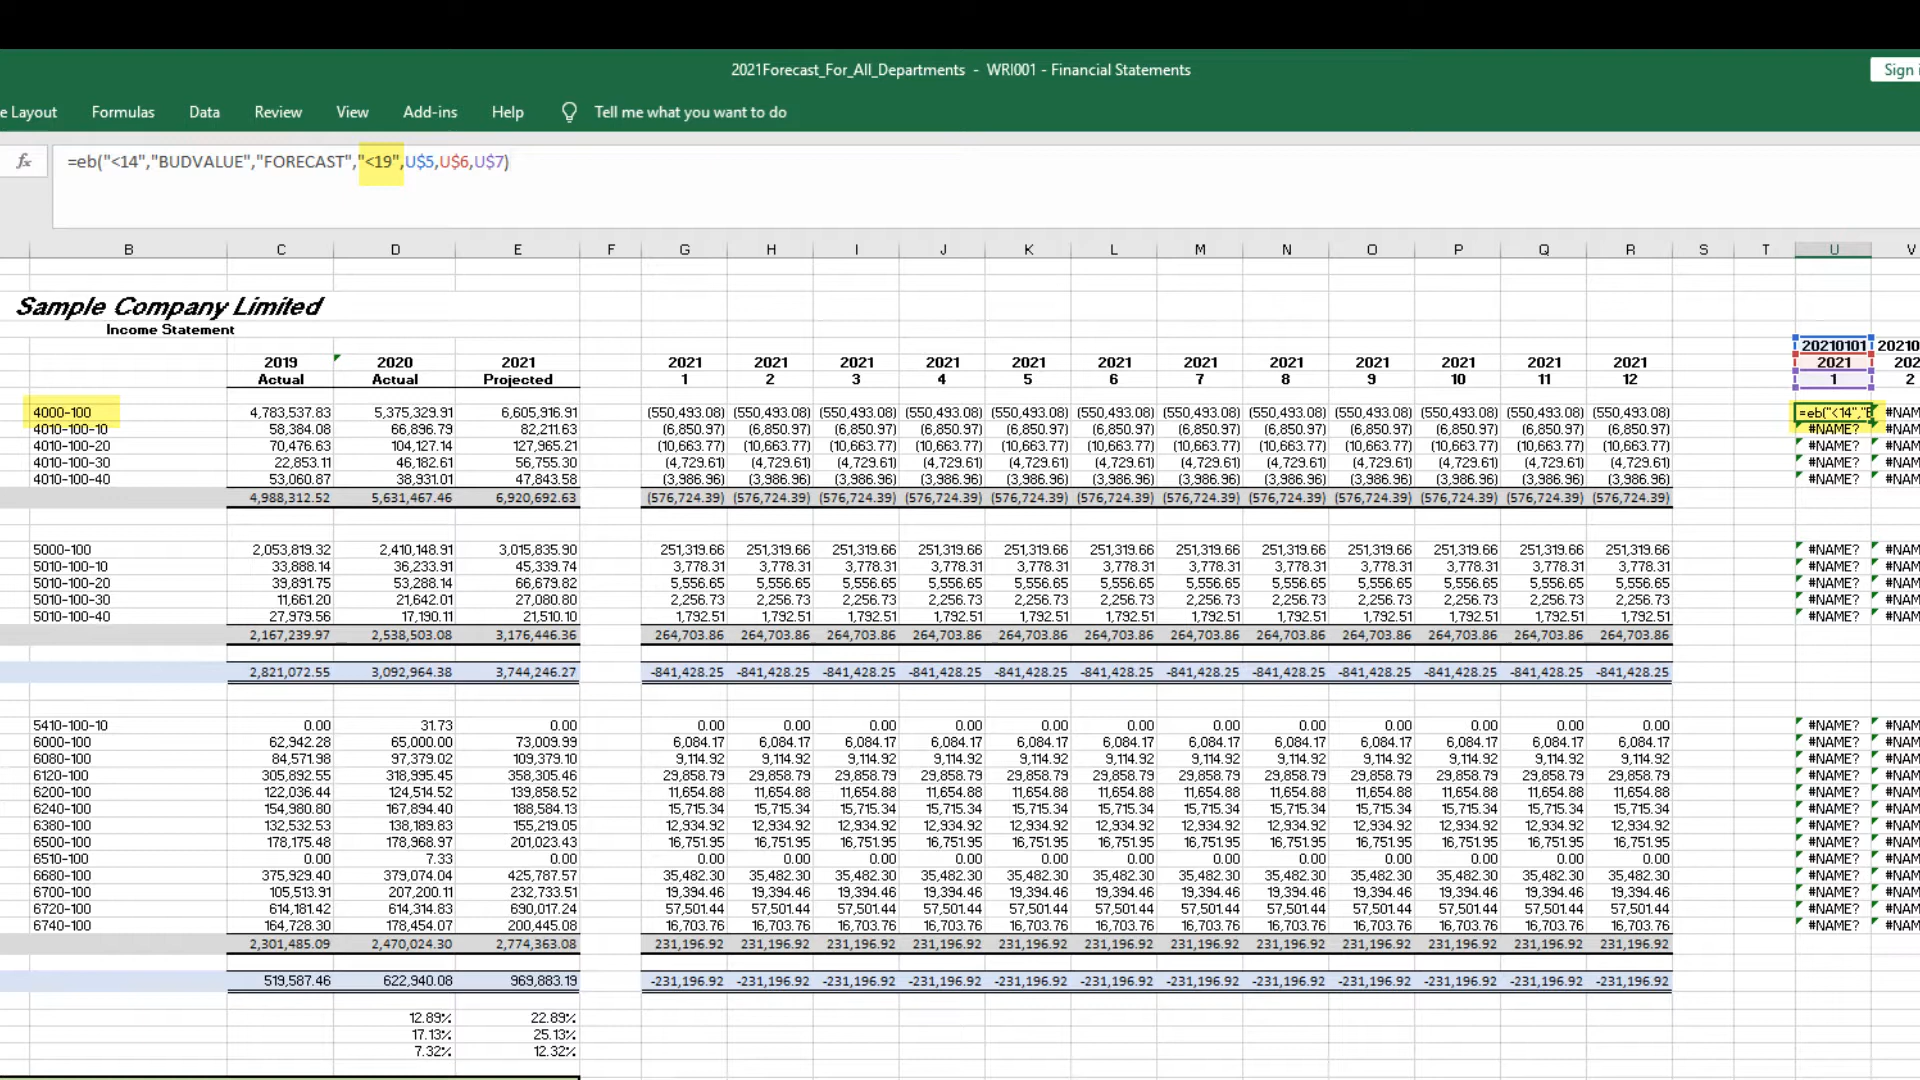 2021Forecast_For_All_Departments - WRI001 - Financial Statements
Sign i
e Layout Formulas Data Review View Add-ins Help Tell me what you want to do
fx =eb("<14","BUDVALUE","FORECAST","<19",U$5,U$6,U$7)
B C D E F G H I J K L M N O P Q R S T U V
Sample Company Limited
Income Statement
20210101 20210
2019 2020 2021 2021 2021 2021 2021 2021 2021 2021 2021 2021 2021 2021 2021 2021 202
Actual Actual Projected 1 2 3 4 5 6 7 8 9 10 11 12 1 2
4000-100 4,783,537.83 5,375,329.91 6,605,916.91 (550,493.08) (550,493.08) (550,493.08) (550,493.08) (550,493.08) (550,493.08) (550,493.08) (550,493.08) (550,493.08) (550,493.08) (550,493.08) (550,493.08) =eb("<14","B #NAM
4010-100-10 58,384.08 66,896.79 82,211.63 (6,850.97) (6,850.97) (6,850.97) (6,850.97) (6,850.97) (6,850.97) (6,850.97) (6,850.97) (6,850.97) (6,850.97) (6,850.97) (6,850.97) #NAME? #NAM
4010-100-20 70,476.63 104,127.14 127,965.21 (10,663.77) (10,663.77) (10,663.77) (10,663.77) (10,663.77) (10,663.77) (10,663.77) (10,663.77) (10,663.77) (10,663.77) (10,663.77) (10,663.77) #NAME? #NAM
4010-100-30 22,853.11 46,182.61 56,755.30 (4,729.61) (4,729.61) (4,729.61) (4,729.61) (4,729.61) (4,729.61) (4,729.61) (4,729.61) (4,729.61) (4,729.61) (4,729.61) (4,729.61) #NAME? #NAM
4010-100-40 53,060.87 38,931.01 47,843.58 (3,986.96) (3,986.96) (3,986.96) (3,986.96) (3,986.96) (3,986.96) (3,986.96) (3,986.96) (3,986.96) (3,986.96) (3,986.96) (3,986.96) #NAME? #NAM
4,988,312.52 5,631,467.46 6,920,692.63 (576,724.39) (576,724.39) (576,724.39) (576,724.39) (576,724.39) (576,724.39) (576,724.39) (576,724.39) (576,724.39) (576,724.39) (576,724.39) (576,724.39)
5000-100 2,053,819.32 2,410,148.91 3,015,835.90 251,319.66 251,319.66 251,319.66 251,319.66 251,319.66 251,319.66 251,319.66 251,319.66 251,319.66 251,319.66 251,319.66 251,319.66 #NAME? #NAM
5010-100-10 33,888.14 36,233.91 45,339.74 3,778.31 3,778.31 3,778.31 3,778.31 3,778.31 3,778.31 3,778.31 3,778.31 3,778.31 3,778.31 3,778.31 3,778.31 #NAME? #NAM
5010-100-20 39,891.75 53,288.14 66,679.82 5,556.65 5,556.65 5,556.65 5,556.65 5,556.65 5,556.65 5,556.65 5,556.65 5,556.65 5,556.65 5,556.65 5,556.65 #NAME? #NAM
5010-100-30 11,661.20 21,642.01 27,080.80 2,256.73 2,256.73 2,256.73 2,256.73 2,256.73 2,256.73 2,256.73 2,256.73 2,256.73 2,256.73 2,256.73 2,256.73 #NAME? #NAM
5010-100-40 27,979.56 17,190.11 21,510.10 1,792.51 1,792.51 1,792.51 1,792.51 1,792.51 1,792.51 1,792.51 1,792.51 1,792.51 1,792.51 1,792.51 1,792.51 #NAME? #NAM
2,167,239.97 2,538,503.08 3,176,446.36 264,703.86 264,703.86 264,703.86 264,703.86 264,703.86 264,703.86 264,703.86 264,703.86 264,703.86 264,703.86 264,703.86 264,703.86
2,821,072.55 3,092,964.38 3,744,246.27 -841,428.25 -841,428.25 -841,428.25 -841,428.25 -841,428.25 -841,428.25 -841,428.25 -841,428.25 -841,428.25 -841,428.25 -841,428.25 -841,428.25
5410-100-10 0.00 31.73 0.00 0.00 0.00 0.00 0.00 0.00 0.00 0.00 0.00 0.00 0.00 0.00 0.00 #NAME? #NAM
6000-100 62,942.28 65,000.00 73,009.99 6,084.17 6,084.17 6,084.17 6,084.17 6,084.17 6,084.17 6,084.17 6,084.17 6,084.17 6,084.17 6,084.17 6,084.17 #NAME? #NAM
6080-100 84,571.98 97,379.02 109,379.10 9,114.92 9,114.92 9,114.92 9,114.92 9,114.92 9,114.92 9,114.92 9,114.92 9,114.92 9,114.92 9,114.92 9,114.92 #NAME? #NAM
6120-100 305,892.55 318,995.45 358,305.46 29,858.79 29,858.79 29,858.79 29,858.79 29,858.79 29,858.79 29,858.79 29,858.79 29,858.79 29,858.79 29,858.79 29,858.79 #NAME? #NAM
6200-100 122,036.44 124,514.52 139,858.52 11,654.88 11,654.88 11,654.88 11,654.88 11,654.88 11,654.88 11,654.88 11,654.88 11,654.88 11,654.88 11,654.88 11,654.88 #NAME? #NAM
6240-100 154,980.80 167,894.40 188,584.13 15,715.34 15,715.34 15,715.34 15,715.34 15,715.34 15,715.34 15,715.34 15,715.34 15,715.34 15,715.34 15,715.34 15,715.34 #NAME? #NAM
6380-100 132,532.53 138,189.83 155,219.05 12,934.92 12,934.92 12,934.92 12,934.92 12,934.92 12,934.92 12,934.92 12,934.92 12,934.92 12,934.92 12,934.92 12,934.92 #NAME? #NAM
6500-100 178,175.48 178,968.97 201,023.43 16,751.95 16,751.95 16,751.95 16,751.95 16,751.95 16,751.95 16,751.95 16,751.95 16,751.95 16,751.95 16,751.95 16,751.95 #NAME? #NAM
6510-100 0.00 7.33 0.00 0.00 0.00 0.00 0.00 0.00 0.00 0.00 0.00 0.00 0.00 0.00 0.00 #NAME? #NAM
6680-100 375,929.40 379,074.04 425,787.57 35,482.30 35,482.30 35,482.30 35,482.30 35,482.30 35,482.30 35,482.30 35,482.30 35,482.30 35,482.30 35,482.30 35,482.30 #NAME? #NAM
6700-100 105,513.91 207,200.11 232,733.51 19,394.46 19,394.46 19,394.46 19,394.46 19,394.46 19,394.46 19,394.46 19,394.46 19,394.46 19,394.46 19,394.46 19,394.46 #NAME? #NAM
6720-100 614,181.42 614,314.83 690,017.24 57,501.44 57,501.44 57,501.44 57,501.44 57,501.44 57,501.44 57,501.44 57,501.44 57,501.44 57,501.44 57,501.44 57,501.44 #NAME? #NAM
6740-100 164,728.30 178,454.07 200,445.08 16,703.76 16,703.76 16,703.76 16,703.76 16,703.76 16,703.76 16,703.76 16,703.76 16,703.76 16,703.76 16,703.76 16,703.76 #NAME? #NAM
2,301,485.09 2,470,024.30 2,774,363.08 231,196.92 231,196.92 231,196.92 231,196.92 231,196.92 231,196.92 231,196.92 231,196.92 231,196.92 231,196.92 231,196.92 231,196.92
519,587.46 622,940.08 969,883.19 -231,196.92 -231,196.92 -231,196.92 -231,196.92 -231,196.92 -231,196.92 -231,196.92 -231,196.92 -231,196.92 -231,196.92 -231,196.92 -231,196.92
12.89% 22.89%
17.13% 25.13%
7.32% 12.32%